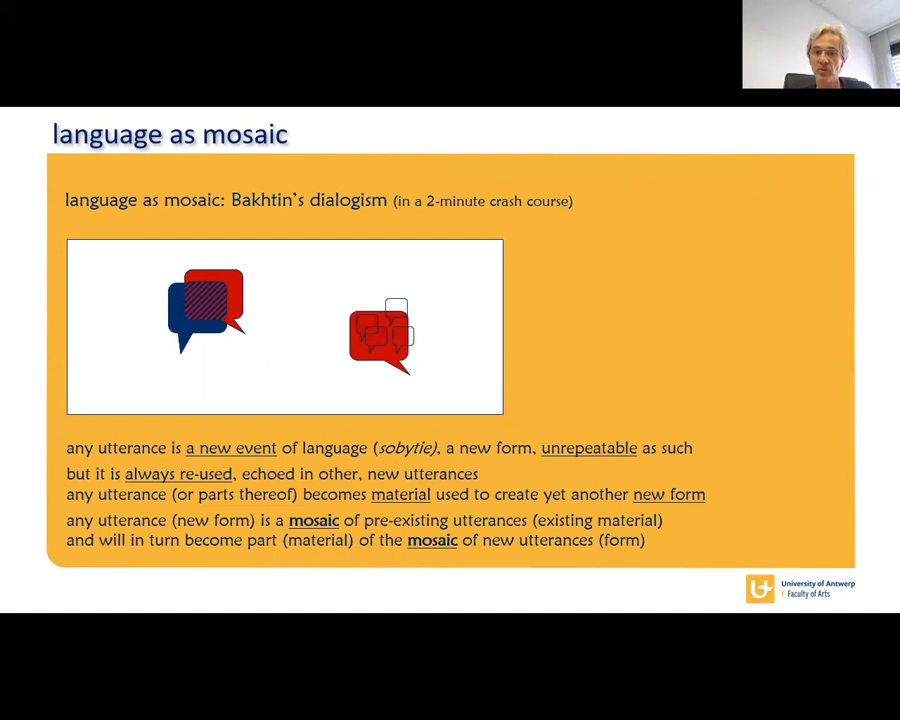 language as mosaic
language as mosaic: Bakhtin's dialogism (in a 2-minute crash course)
any utterance is a new event of language (sobytie), a new form, unrepeatable as such
but it is always re-used, echoed in other, new utterances
any utterance (or parts thereof) becomes material used to create yet another new form
any utterance (new form) is a mosaic of pre-existing utterances (existing material)
and will in turn become part (material) of the mosaic of new utterances (form)
University of Antwerp
Faculty of Arts